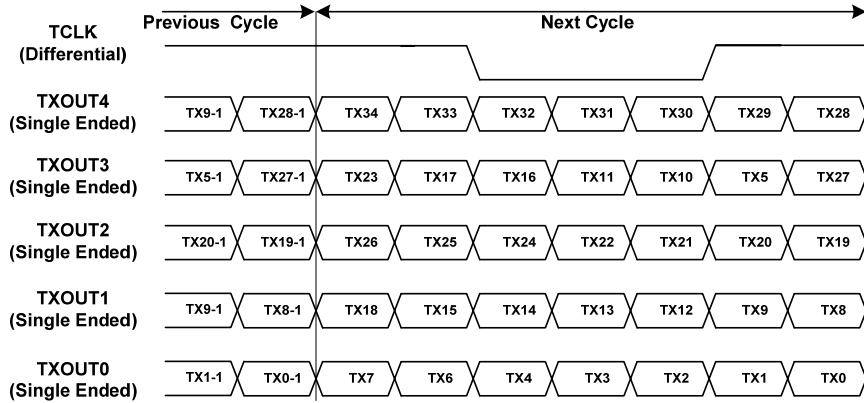 Previous Cycle Next Cycle
TCLK
(Differential)
TXOUT4
(Single Ended)
TX9-1 TX28-1 TX34 TX33 TX32 TX31 TX30 TX29 TX28
TXOUT3
(Single Ended)
TX5-1 TX27-1 TX23 TX17 TX16 TX11 TX10 TX5 TX27
TXOUT2
(Single Ended)
TX20-1 TX19-1 TX26 TX25 TX24 TX22 TX21 TX20 TX19
TXOUT1
(Single Ended)
TX9-1 TX8-1 TX18 TX15 TX14 TX13 TX12 TX9 TX8
TXOUT0
(Single Ended)
TX1-1 TX0-1 TX7 TX6 TX4 TX3 TX2 TX1 TX0